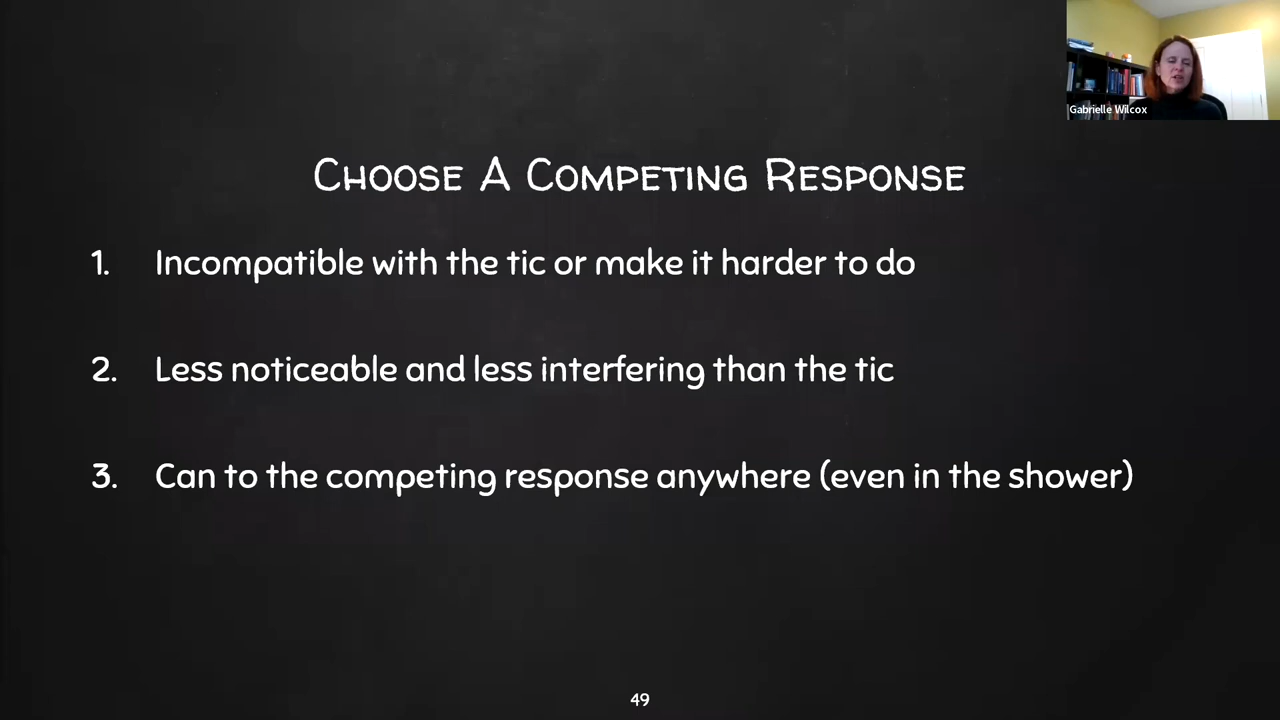 Gabrielle Wilcox
Choose A Competing Response
1. Incompatible with the tic or make it harder to do
2. Less noticeable and less interfering than the tic
3. Can to the competing response anywhere (even in the shower)
49